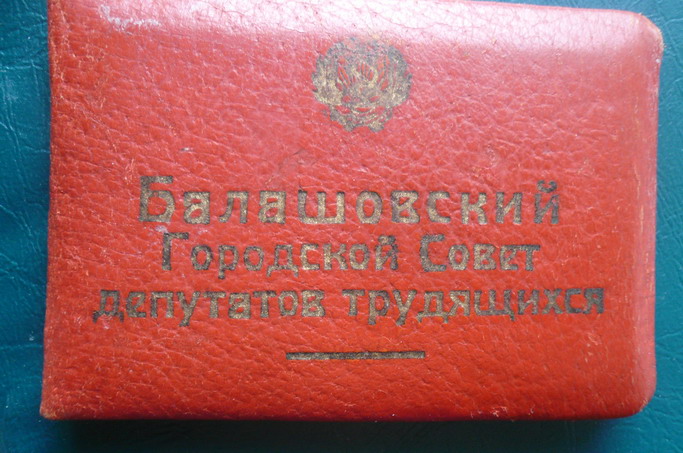 Балашовский
Городской Совет
депутатов трудящихся